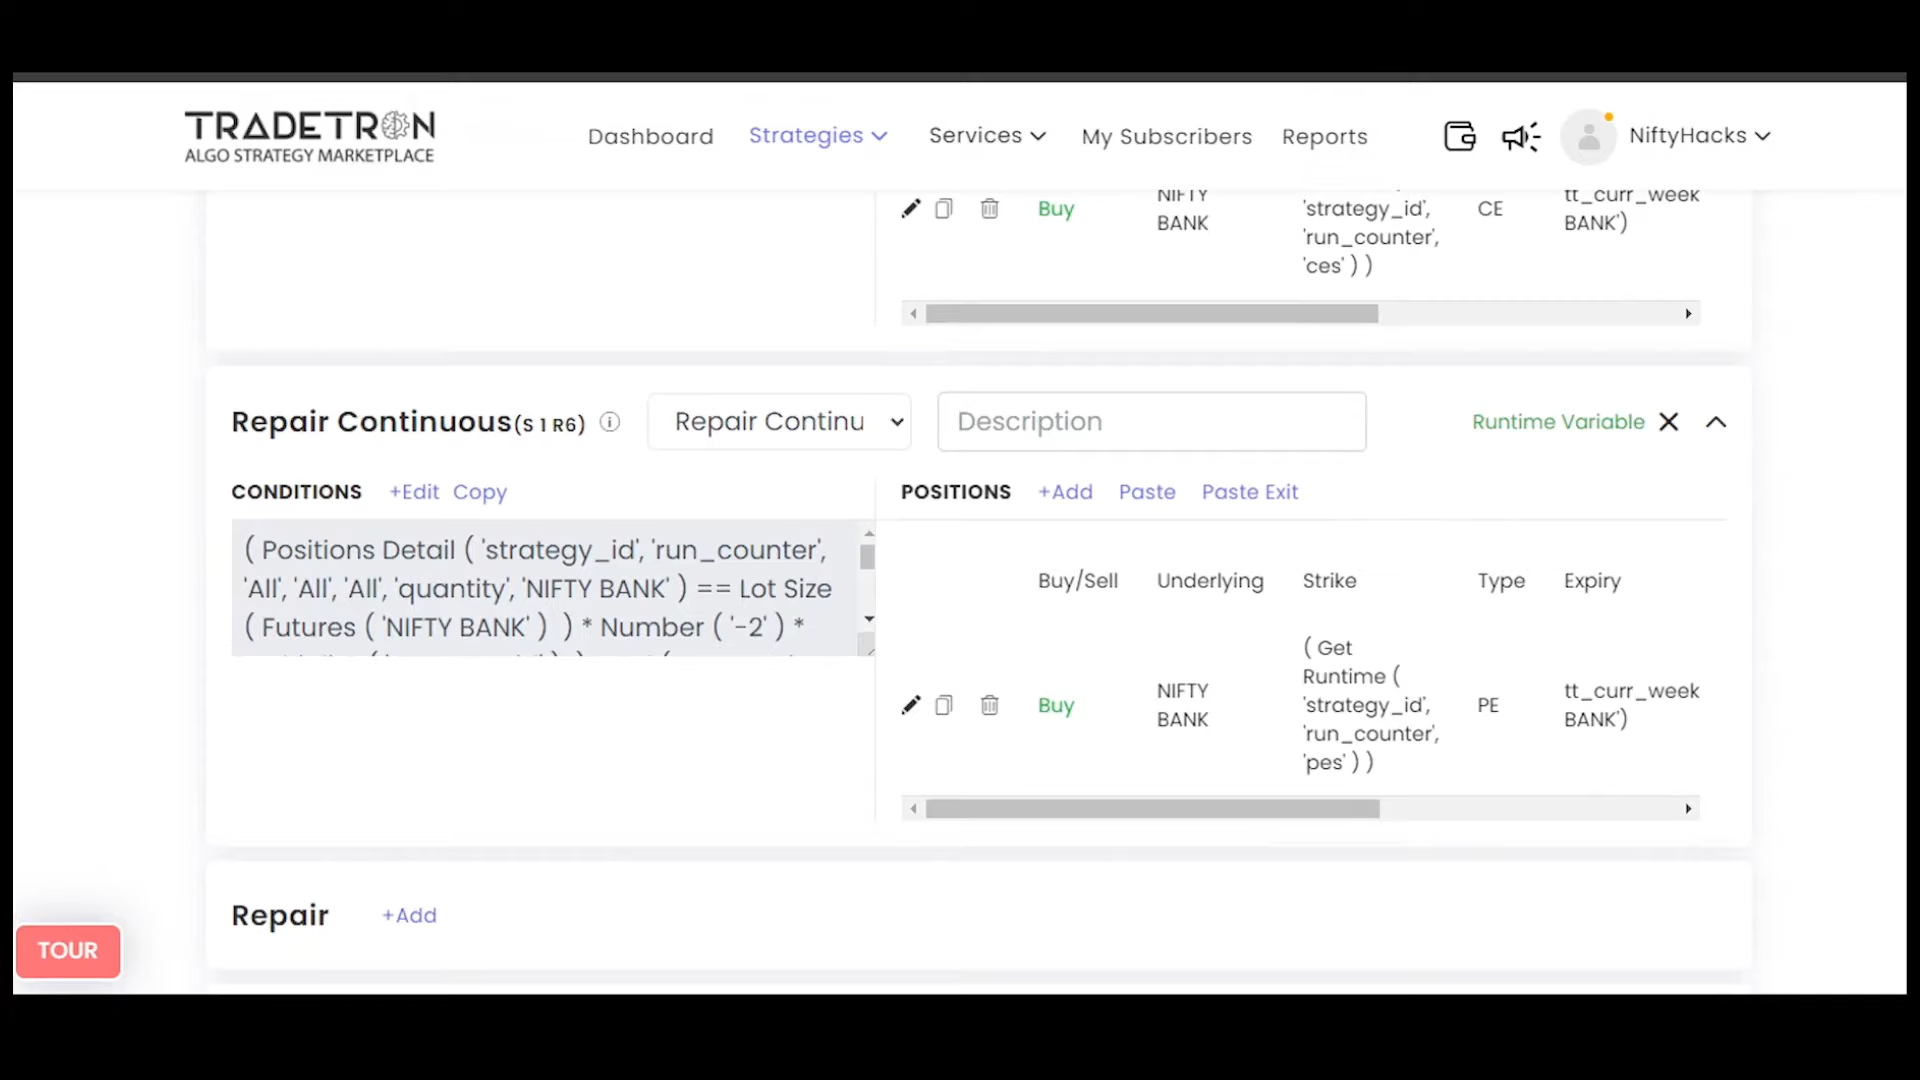 TRADETRON
ALGO STRATEGY MARKETPLACE
Dashboard Strategies Services My Subscribers Reports NiftyHacks
Buy NIFTY BANK 'strategy_id', 'run_counter', 'ces' ) ) CE tt_curr_week BANK')
Repair Continuous(S 1 R6) Repair Continu Description Runtime Variable
CONDITIONS +Edit Copy
( Positions Detail ( 'strategy_id', 'run_counter',
'All', 'All', 'All', 'quantity', 'NIFTY BANK' ) == Lot Size
( Futures ( 'NIFTY BANK' ) ) * Number ( '-2' ) *
POSITIONS +Add Paste Paste Exit
Buy/Sell Underlying Strike Type Expiry
Buy NIFTY BANK ( Get Runtime ( 'strategy_id', 'run_counter', 'pes' ) ) PE tt_curr_week BANK')
Repair +Add
TOUR